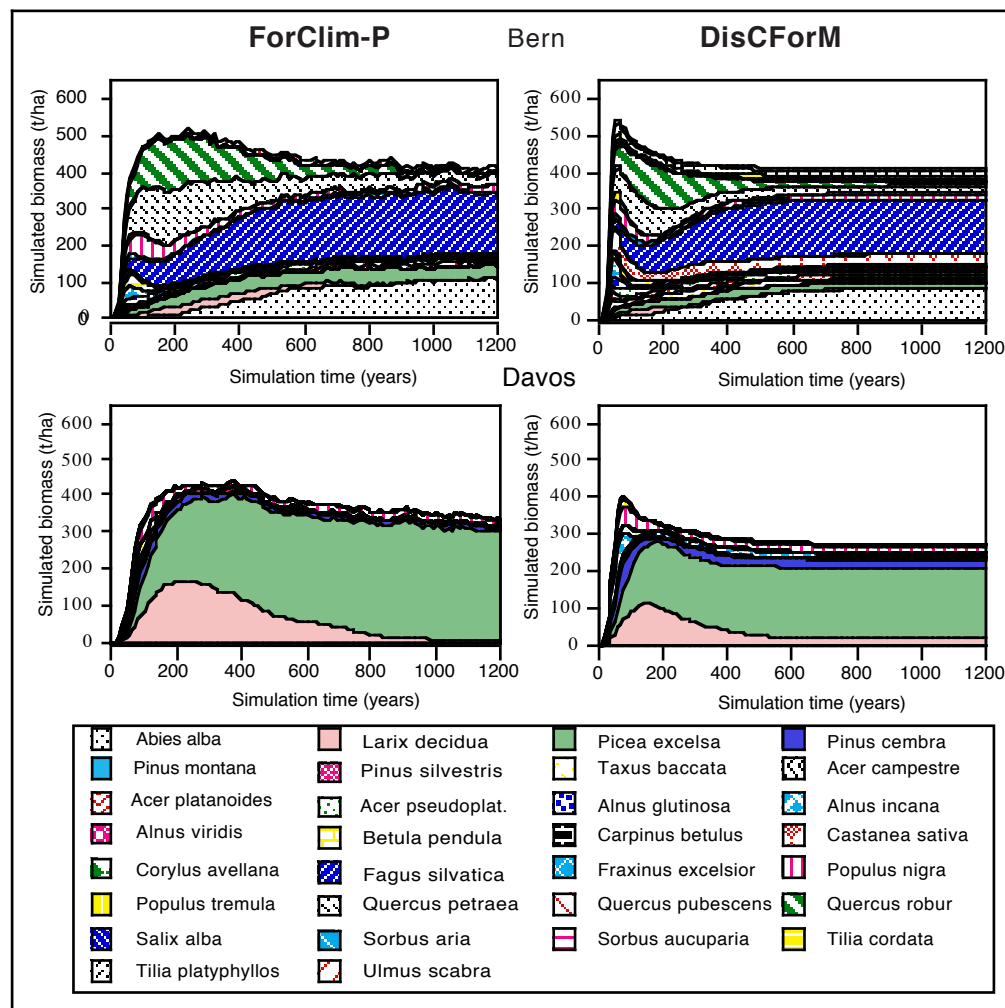 ForClim-P Bern DisCForM
Simulated biomass (t/ha)
600
500
400
300
200
100
0
0 200 400 600 800 1000 1200
Simulation time (years)
Simulated biomass (t/ha)
600
500
400
300
200
100
0
0 200 400 600 800 1000 1200
Simulation time (years)
Davos
Simulated biomass (t/ha)
600
500
400
300
200
100
0
0 200 400 600 800 1000 1200
Simulation time (years)
Simulated biomass (t/ha)
600
500
400
300
200
100
0
0 200 400 600 800 1000 1200
Simulation time (years)
Abies alba Larix decidua Picea excelsa Pinus cembra
Pinus montana Pinus silvestris Taxus baccata Acer campestre
Acer platanoides Acer pseudoplat. Alnus glutinosa Alnus incana
Alnus viridis Betula pendula Carpinus betulus Castanea sativa
Corylus avellana Fagus silvatica Fraxinus excelsior Populus nigra
Populus tremula Quercus petraea Quercus pubescens Quercus robur
Salix alba Sorbus aria Sorbus aucuparia Tilia cordata
Tilia platyphyllos Ulmus scabra